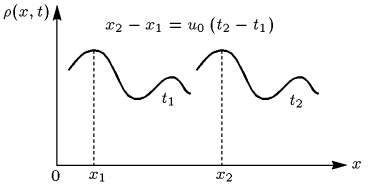 ρ(x, t)
x₂ − x₁ = u₀ (t₂ − t₁)
t₁
t₂
x
0
x₁
x₂